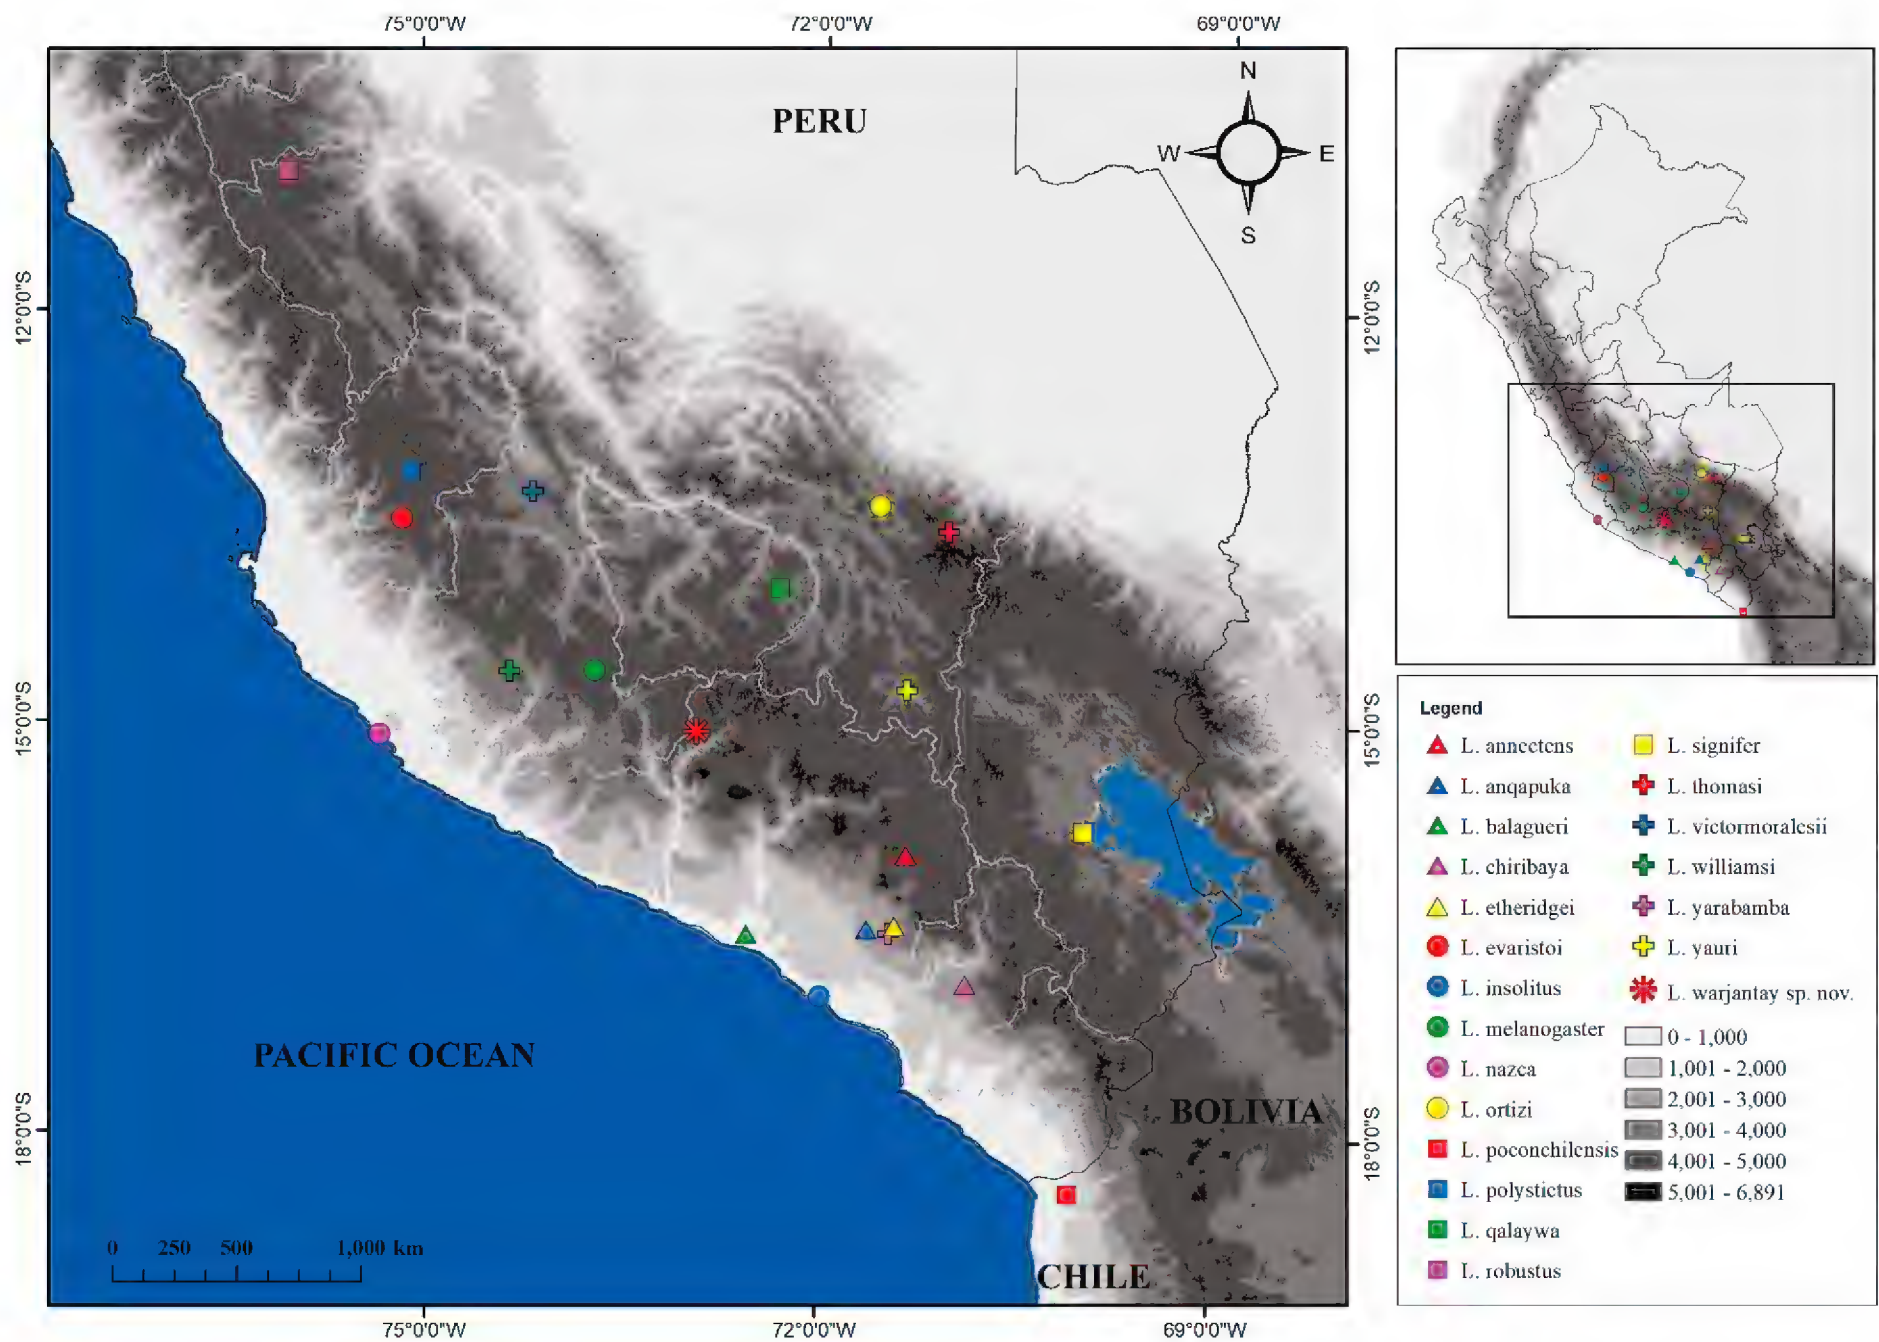 75°0'0"W 72°0'0"W 69°0'0"W
N
PERU
W E
S
12°0'0"S 12°0'0"S
15°0'0"S 15°0'0"S
Legend
L. annectens L. signifer
L. anqapuka L. thomasi
L. balagueri L. victormoralesii
L. chiribaya L. williamsi
L. etheridgei L. yarabamba
L. evaristoi L. yauri
L. insolitus L. warjantay sp. nov.
L. melanogaster 0 - 1,000
L. nazca 1,001 - 2,000
L. ortizi 2,001 - 3,000
L. poconchilensis 3,001 - 4,000
L. polystictus 4,001 - 5,000
L. qalaywa 5,001 - 6,891
L. robustus
PACIFIC OCEAN
BOLIVIA
18°0'0"S 18°0'0"S
0 250 500 1,000 km
CHILE
75°0'0"W 72°0'0"W 69°0'0"W